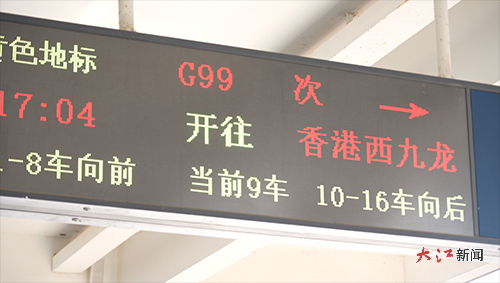 黄色地标 G99 次 →
17:04 开往 香港西九龙
1-8车向前 当前9车 10-16车向后
大江新闻